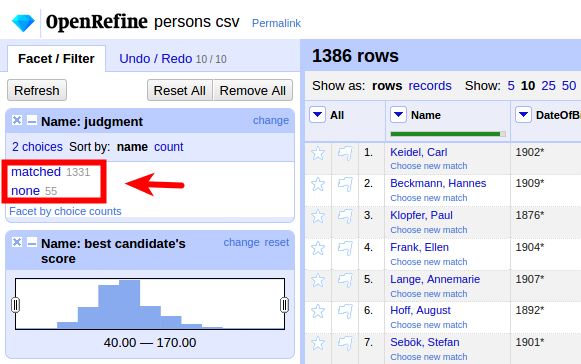 OpenRefine persons csv Permalink
Facet / Filter Undo / Redo 10 / 10
Refresh Reset All Remove All
Name: judgment change
2 choices Sort by: name count
matched 1331
none 55
Facet by choice counts
Name: best candidate's score change reset
40.00 — 170.00
1386 rows
Show as: rows records Show: 5 10 25 50
All Name DateOfBi
1. Keidel, Carl 1902*
Choose new match
2. Beckmann, Hannes 1909*
Choose new match
3. Klopfer, Paul 1876*
Choose new match
4. Frank, Ellen 1904*
Choose new match
5. Lange, Annemarie 1907*
Choose new match
6. Hoff, August 1892*
Choose new match
7. Sebök, Stefan 1901*
Choose new match